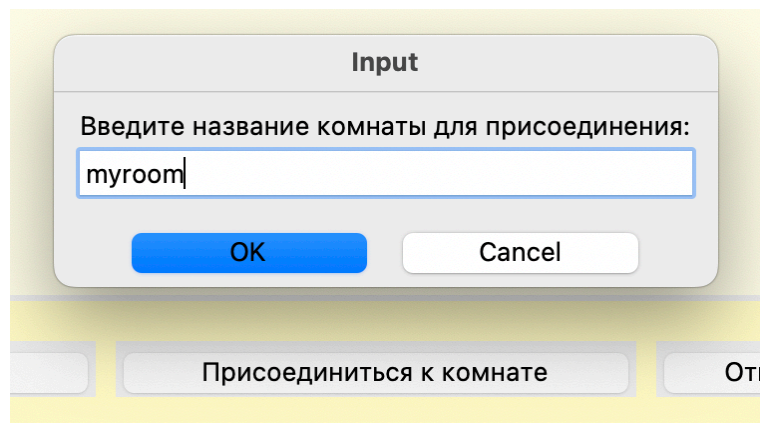 Input
Введите название комнаты для присоединения:
myroom
OK Cancel
Присоединиться к комнате